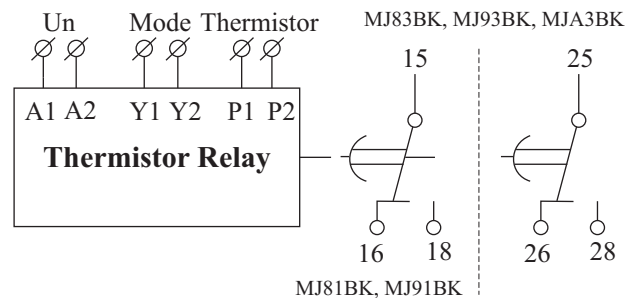 Un Mode Thermistor
MJ83BK, MJ93BK, MJA3BK
15 25
A1 A2 Y1 Y2 P1 P2
Thermistor Relay
16 18 26 28
MJ81BK, MJ91BK